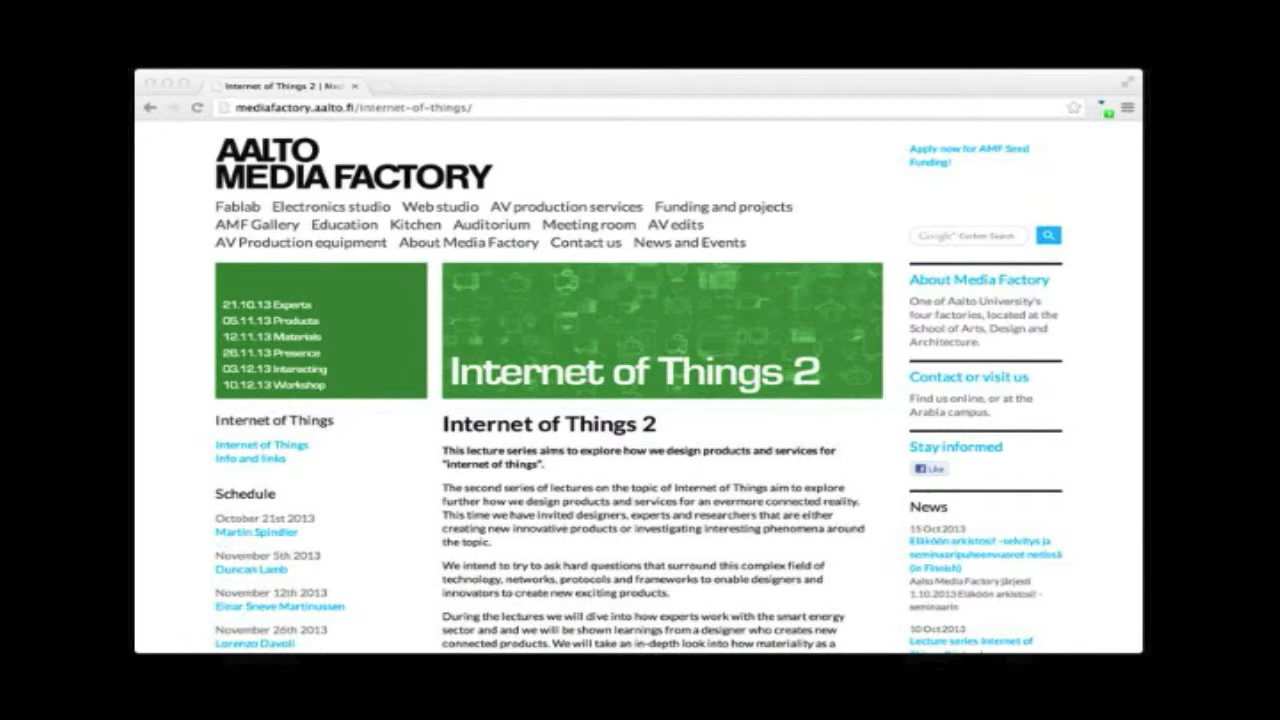 Internet of Things 2 | Me
mediafactory.aalto.fi/internet-of-things/
AALTO
MEDIA FACTORY
Fablab Electronics studio Web studio AV production services Funding and projects
AMF Gallery Education Kitchen Auditorium Meeting room AV edits
AV Production equipment About Media Factory Contact us News and Events
21.10.13 Experts
05.11.13 Products
12.11.13 Materials
26.11.13 Presence
03.12.13 Interacting
10.12.13 Workshop
Internet of Things 2
Internet of Things
Internet of Things
Info and links
Schedule
October 21st 2013
Martin Spindler
November 5th 2013
Duncan Lamb
November 12th 2013
Einar Sneve Martinussen
November 26th 2013
Lorenzo Davoli
Internet of Things 2
This lecture series aims to explore how we design products and services for
"internet of things".
The second series of lectures on the topic of Internet of Things aim to explore
further how we design products and services for an evermore connected reality.
This time we have invited designers, experts and researchers that are either
creating new innovative products or investigating interesting phenomena around
the topic.
We intend to try to ask hard questions that surround this complex field of
technology, networks, protocols and frameworks to enable designers and
innovators to create new exciting products.
During the lectures we will dive into how experts work with the smart energy
sector and and we will be shown learnings from a designer who creates new
connected products. We will take an in-depth look into how materiality as a
Apply now for AMF Seed
Funding!
Google Custom Search
About Media Factory
One of Aalto University's
four factories, located at the
School of Arts, Design and
Architecture.
Contact or visit us
Find us online, or at the
Arabia campus.
Stay informed
Like
News
15 Oct 2013
Eläköön arkistosi! -selvitys ja
seminaaripuheenvuorot netissä
(in Finnish)
Aalto Media Factory järjesti
1.10.2013 Eläköön arkistosi! -
seminaarin
10 Oct 2013
Lecture series Internet of